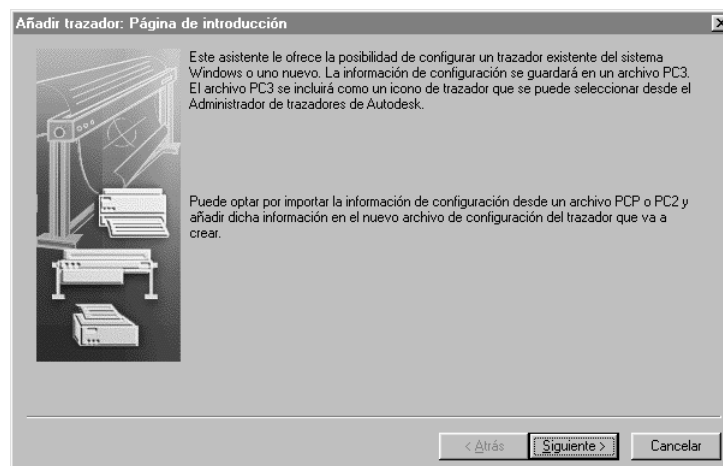 Añadir trazador: Página de introducción
Este asistente le ofrece la posibilidad de configurar un trazador existente del sistema
Windows o uno nuevo. La información de configuración se guardará en un archivo PC3.
El archivo PC3 se incluirá como un icono de trazador que se puede seleccionar desde el
Administrador de trazadores de Autodesk.
Puede optar por importar la información de configuración desde un archivo PCP o PC2 y
añadir dicha información en el nuevo archivo de configuración del trazador que va a
crear.
< Atrás Siguiente > Cancelar